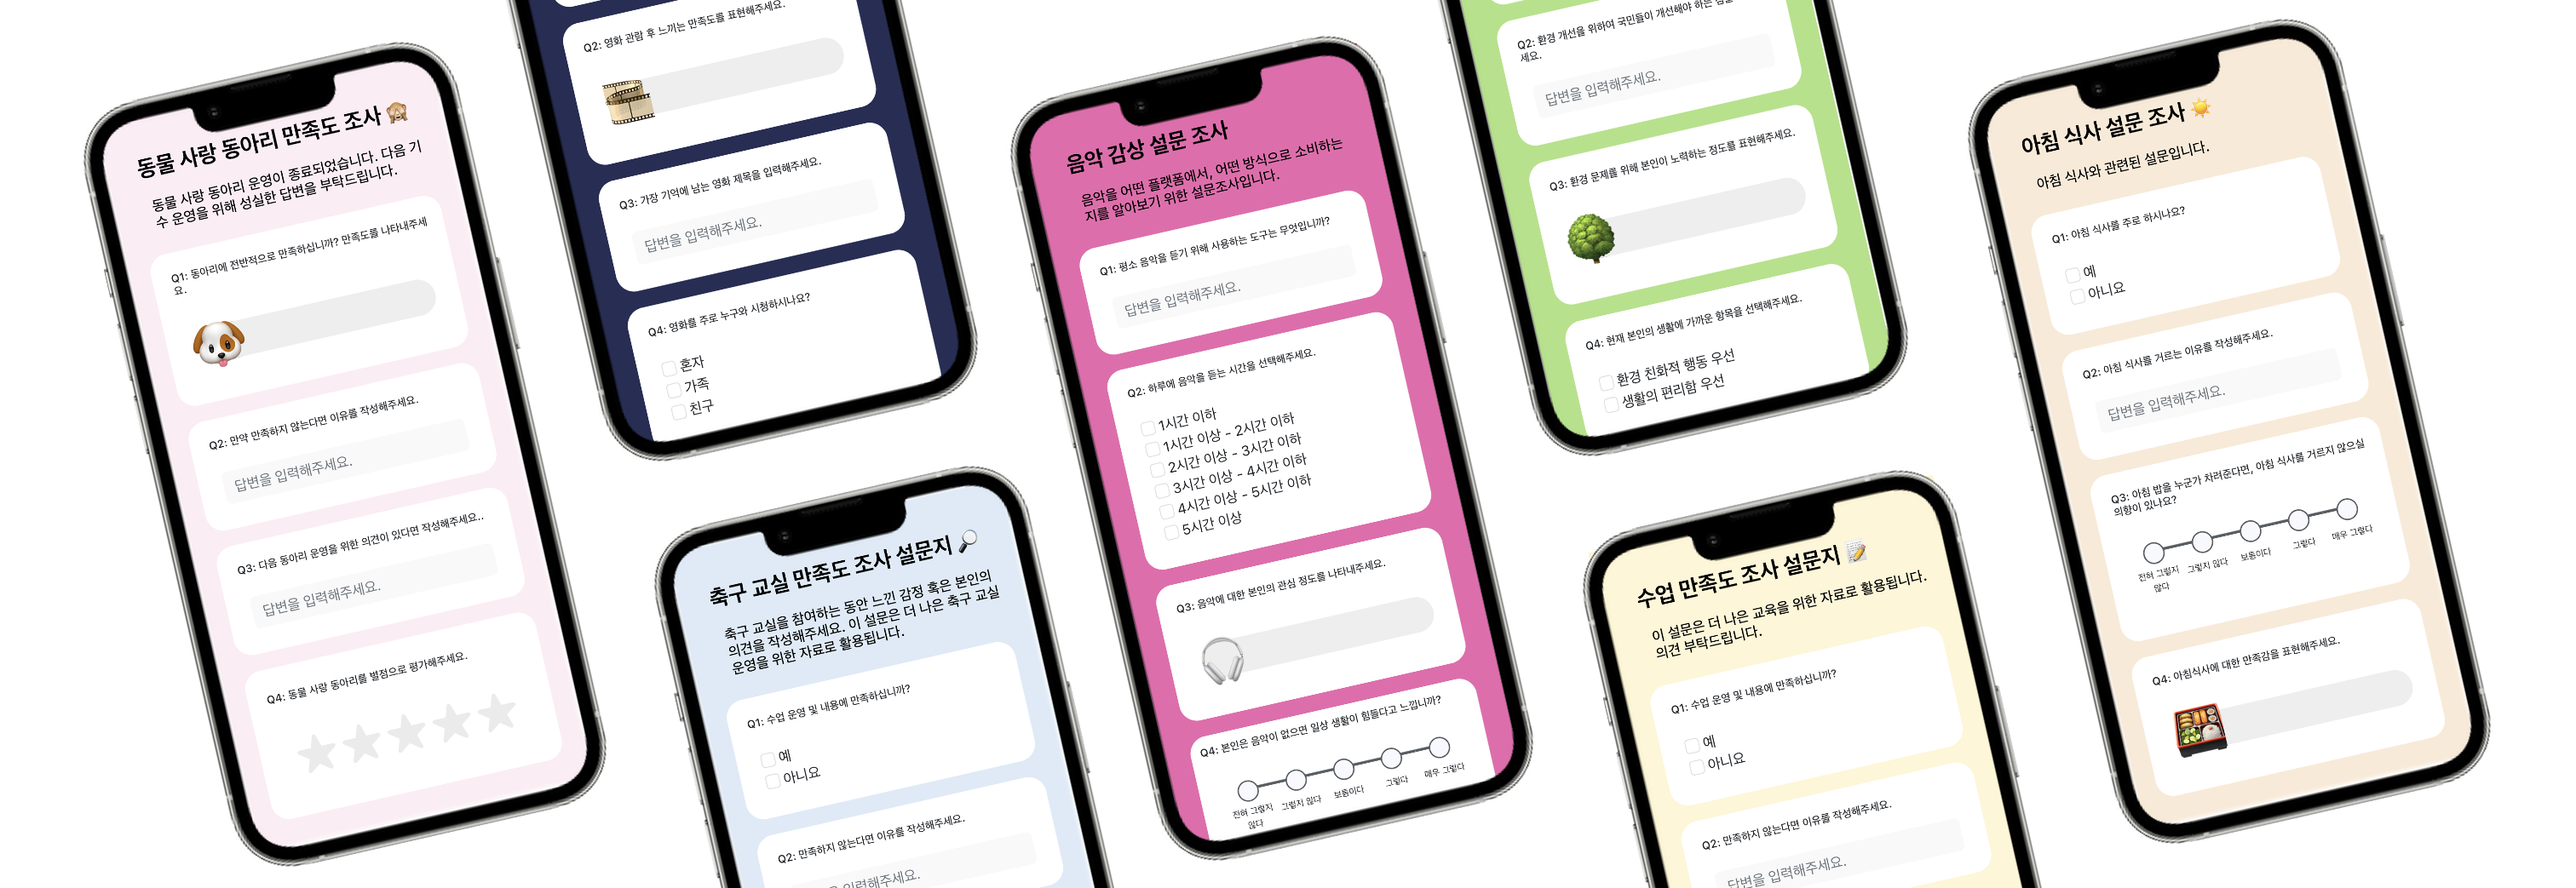 동물 사랑 동아리 만족도 조사 🙈
동물 사랑 동아리 운영이 종료되었습니다. 다음 기
수 운영을 위해 성실한 답변을 부탁드립니다.
Q1: 동아리에 전반적으로 만족하십니까? 만족도를 나타내주세
요.
Q2: 만약 만족하지 않는다면 이유를 작성해주세요.
답변을 입력해주세요.
Q3: 다음 동아리 운영을 위한 의견이 있다면 작성해주세요..
답변을 입력해주세요.
Q4: 동물 사랑 동아리를 별점으로 평가해주세요.
Q2: 영화 관람 후 느끼는 만족도를 표현해주세요.
Q3: 가장 기억에 남는 영화 제목을 입력해주세요.
답변을 입력해주세요.
Q4: 영화를 주로 누구와 시청하시나요?
혼자
가족
친구
축구 교실 만족도 조사 설문지 🔎
축구 교실을 참여하는 동안 느낀 감정 혹은 본인의
의견을 작성해주세요. 이 설문은 더 나은 축구 교실
운영을 위한 자료로 활용됩니다.
Q1: 수업 운영 및 내용에 만족하십니까?
예
아니요
Q2: 만족하지 않는다면 이유를 작성해주세요.
입력해주세요.
음악 감상 설문 조사
음악을 어떤 플랫폼에서, 어떤 방식으로 소비하는
지를 알아보기 위한 설문조사입니다.
Q1: 평소 음악을 듣기 위해 사용하는 도구는 무엇입니까?
답변을 입력해주세요.
Q2: 하루에 음악을 듣는 시간을 선택해주세요.
1시간 이하
1시간 이상 - 2시간 이하
2시간 이상 - 3시간 이하
3시간 이상 - 4시간 이하
4시간 이상 - 5시간 이하
5시간 이상
Q3: 음악에 대한 본인의 관심 정도를 나타내주세요.
Q4: 본인은 음악이 없으면 일상 생활이 힘들다고 느낍니까?
전혀 그렇지
않다
그렇지 않다
보통이다
그렇다
매우 그렇다
Q2: 환경 개선을 위하여 국민들이 개선해야 하는
세요.
답변을 입력해주세요.
Q3: 환경 문제를 위해 본인이 노력하는 정도를 표현해주세요.
Q4: 현재 본인의 생활에 가까운 항목을 선택해주세요.
환경 친화적 행동 우선
생활의 편리함 우선
수업 만족도 조사 설문지 📝
이 설문은 더 나은 교육을 위한 자료로 활용됩니다.
의견 부탁드립니다.
Q1: 수업 운영 및 내용에 만족하십니까?
예
아니요
Q2: 만족하지 않는다면 이유를 작성해주세요.
답변을 입력해주세요.
아침 식사 설문 조사 ☀️
아침 식사와 관련된 설문입니다.
Q1: 아침 식사를 주로 하시나요?
예
아니요
Q2: 아침 식사를 거르는 이유를 작성해주세요.
답변을 입력해주세요.
Q3: 아침 밥을 누군가 차려준다면, 아침 식사를 거르지 않으실
의향이 있나요?
전혀 그렇지
않다
그렇지 않다
보통이다
그렇다
매우 그렇다
Q4: 아침식사에 대한 만족감을 표현해주세요.